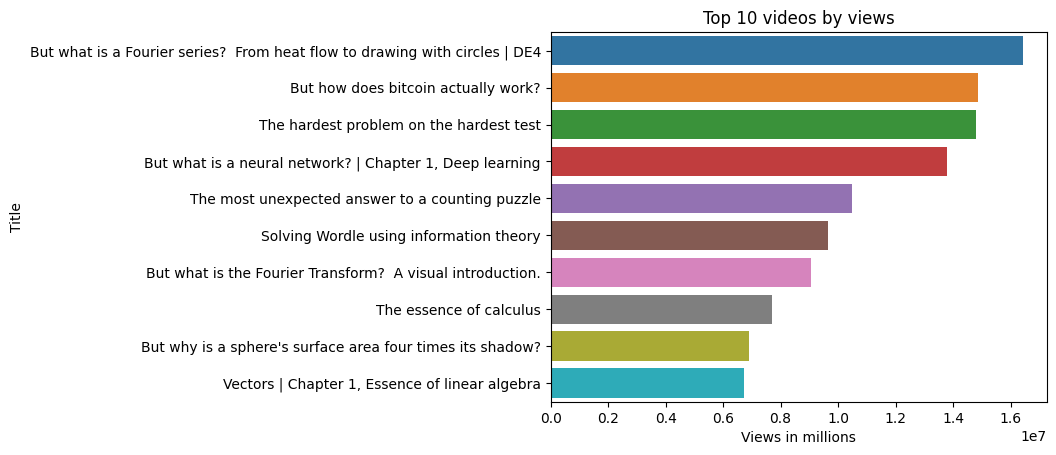 Top 10 videos by views
Title
But what is a Fourier series?  From heat flow to drawing with circles | DE4
But how does bitcoin actually work?
The hardest problem on the hardest test
But what is a neural network? | Chapter 1, Deep learning
The most unexpected answer to a counting puzzle
Solving Wordle using information theory
But what is the Fourier Transform?  A visual introduction.
The essence of calculus
But why is a sphere's surface area four times its shadow?
Vectors | Chapter 1, Essence of linear algebra
0.0 0.2 0.4 0.6 0.8 1.0 1.2 1.4 1.6
1e7
Views in millions